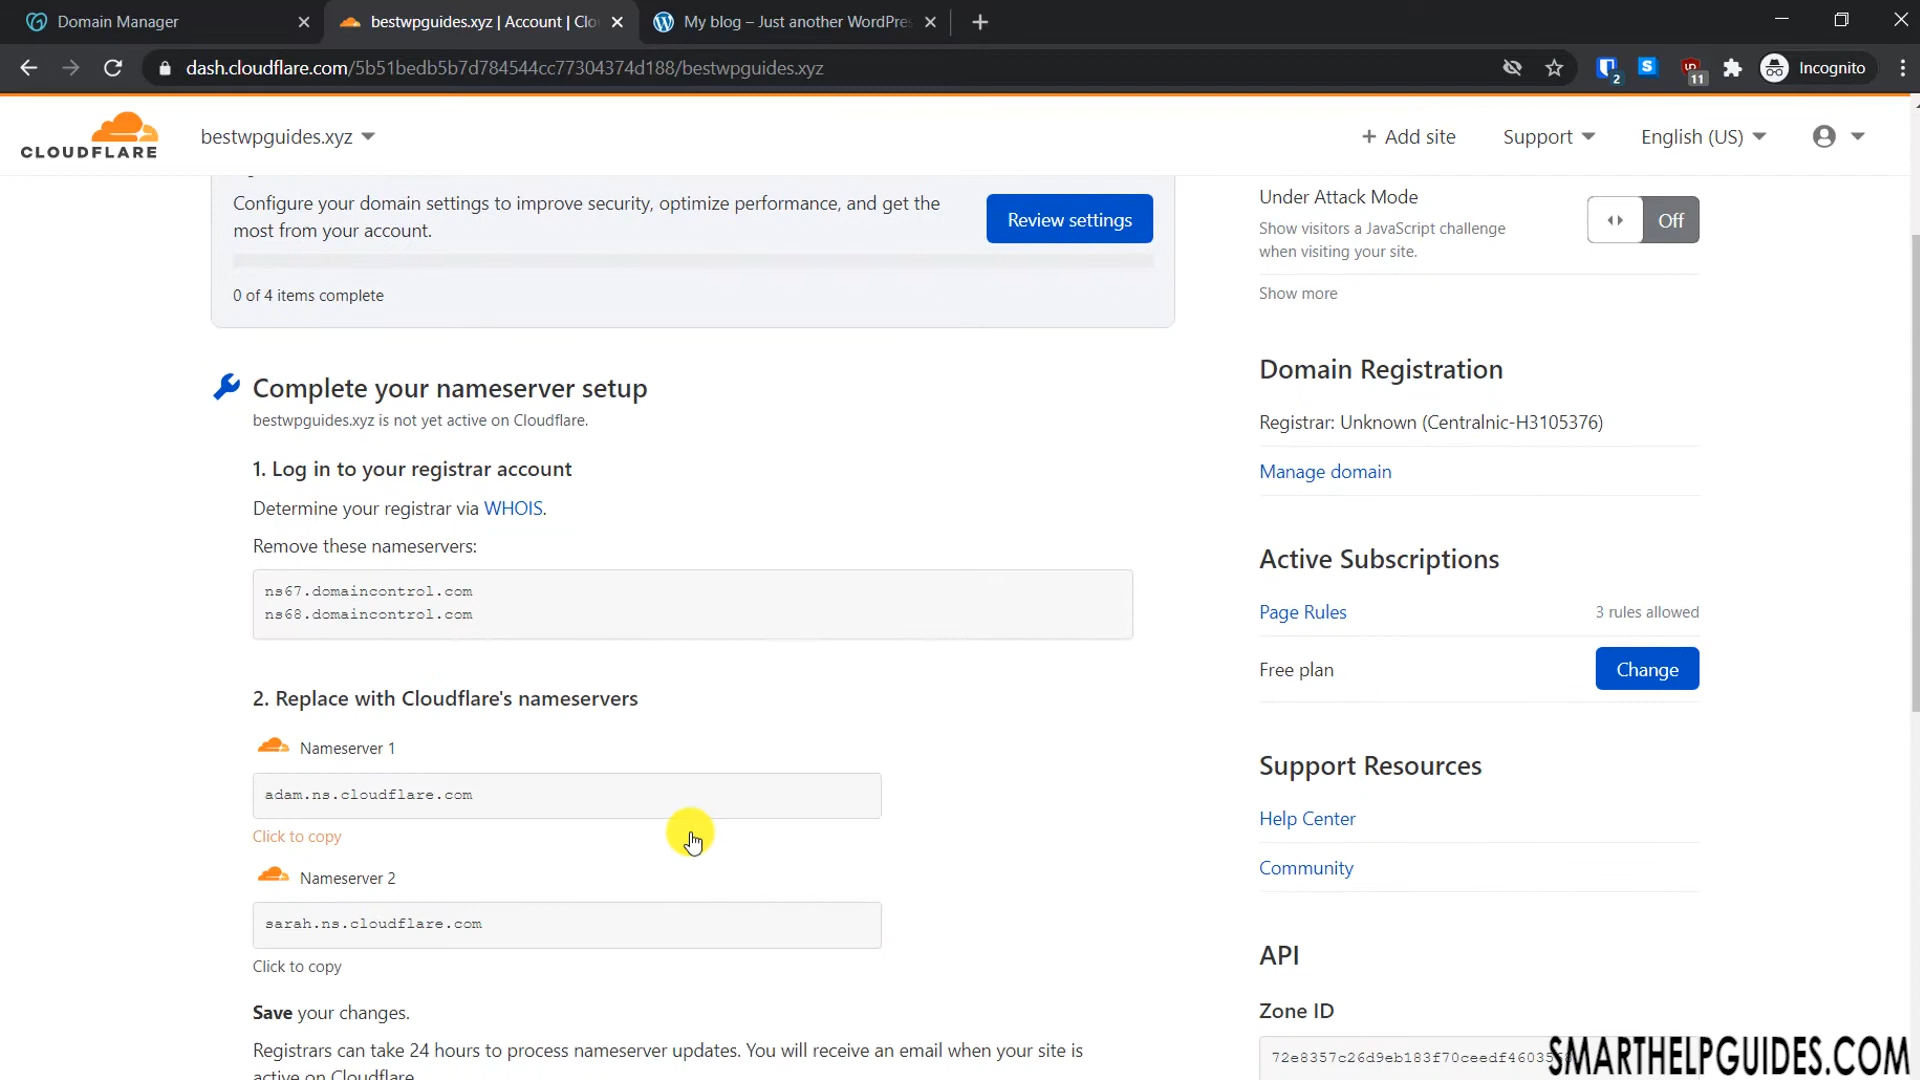 Domain Manager
bestwpguides.xyz | Account | Clo
My blog – Just another WordPres
dash.cloudflare.com/5b51bedb5b7d784544cc77304374d188/bestwpguides.xyz
2
S
11
Incognito
CLOUDFLARE
bestwpguides.xyz
+ Add site
Support
English (US)
Configure your domain settings to improve security, optimize performance, and get the
most from your account.
Review settings
0 of 4 items complete
Under Attack Mode
Show visitors a JavaScript challenge
when visiting your site.
Off
Show more
Complete your nameserver setup
bestwpguides.xyz is not yet active on Cloudflare.
1. Log in to your registrar account
Determine your registrar via WHOIS.
Remove these nameservers:
ns67.domaincontrol.com
ns68.domaincontrol.com
2. Replace with Cloudflare's nameservers
Nameserver 1
adam.ns.cloudflare.com
Click to copy
Nameserver 2
sarah.ns.cloudflare.com
Click to copy
Save your changes.
Registrars can take 24 hours to process nameserver updates. You will receive an email when your site is
active on Cloudflare.
Domain Registration
Registrar: Unknown (Centralnic-H3105376)
Manage domain
Active Subscriptions
Page Rules
3 rules allowed
Free plan
Change
Support Resources
Help Center
Community
API
Zone ID
SMARTHELPGUIDES.COM